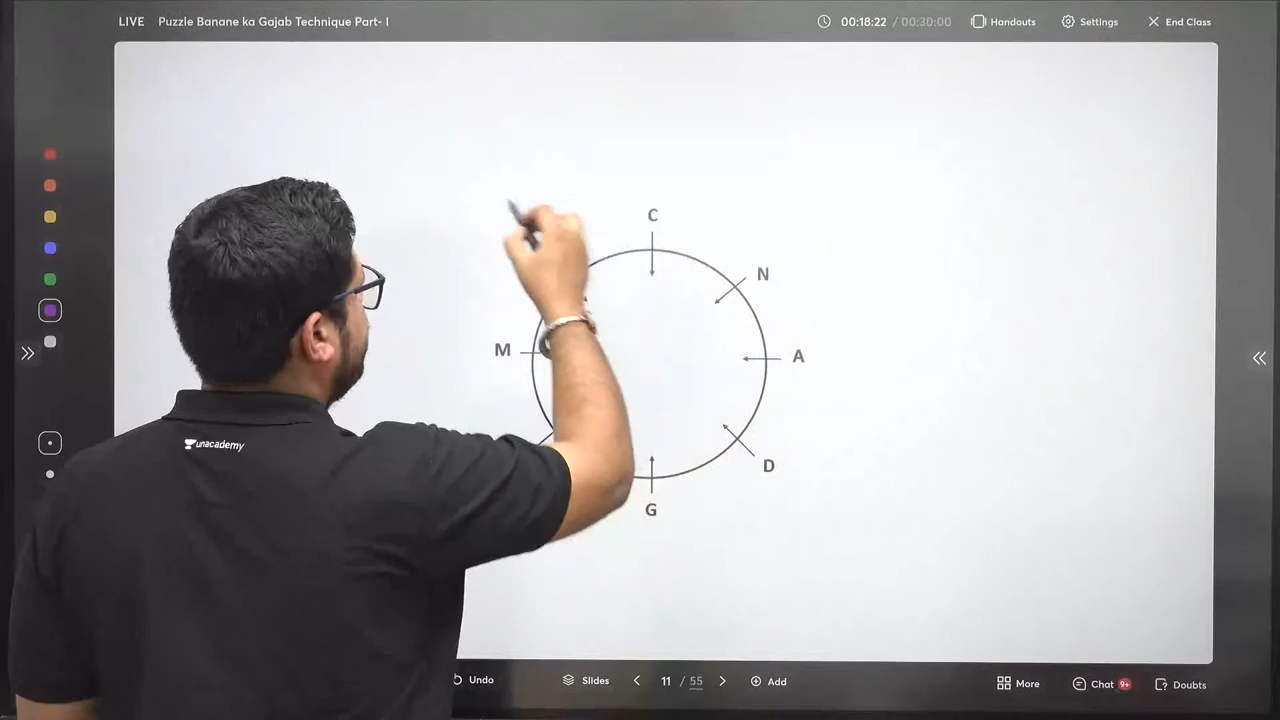 LIVE Puzzle Banane ka Gajab Technique Part- I 00:18:22 / 00:30:00 Handouts Settings End Class
C
N
M
A
unacademy
D
G
Undo Slides 11 / 55 Add More Chat 9+ Doubts